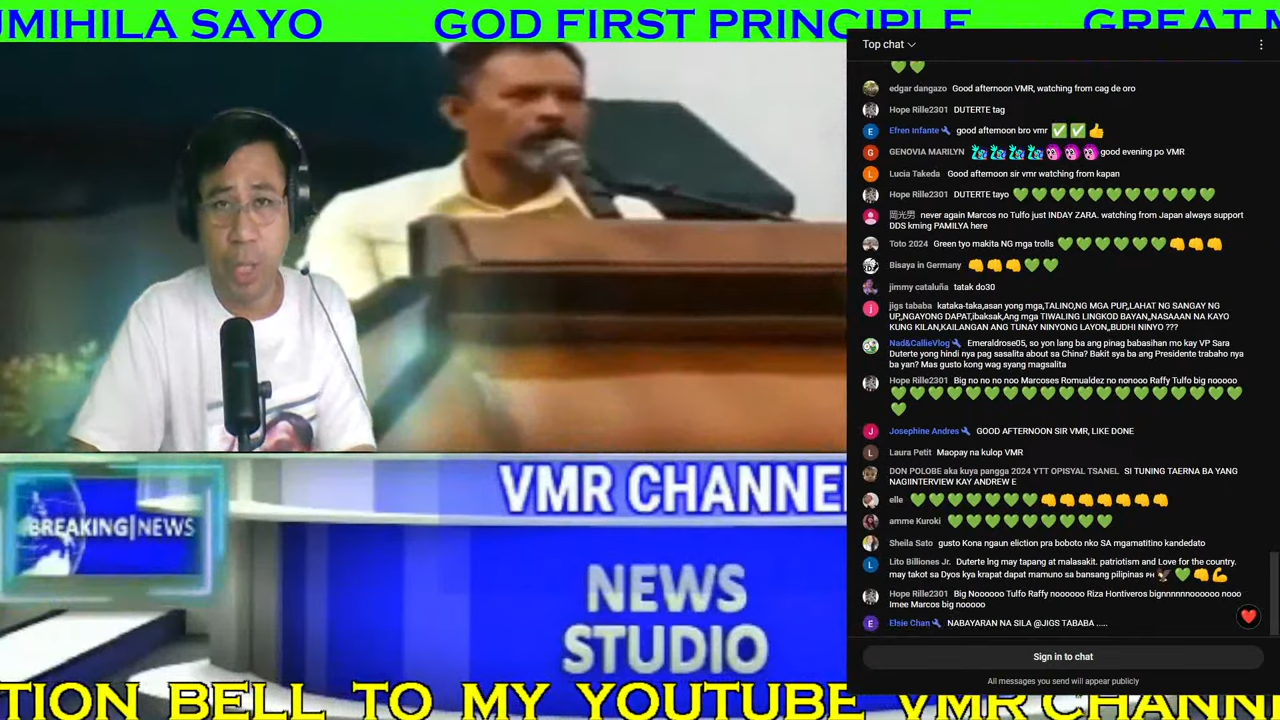 UMIHILA SAYO GOD FIRST PRINCIPLE GREAT M
Top chat
edgar dangazo Good afternoon VMR, watching from cag de oro
Hope Rille2301 DUTERTE tag
Efren Infante good afternoon bro vmr ✅✅👍
GENOVIA MARILYN good evening po VMR
Lucia Takeda Good afternoon sir vmr watching from kapan
Hope Rille2301 DUTERTE tayo 💚💚💚💚💚💚💚💚💚💚💚
岡光男 never again Marcos no Tulfo just INDAY ZARA. watching from Japan always support
DDS kming PAMILYA here
Toto 2024 Green tyo makita NG mga trolls 💚💚💚💚💚💚👊👊👊
Bisaya in Germany 👊👊👊💚💚
jimmy cataluña tatak do30
jigs tababa kataka-taka,asan yong mga,TALINO,NG MGA PUP,LAHAT NG SANGAY NG
UP,,NGAYONG DAPAT,ibaksak,Ang mga TIWALING LINGKOD BAYAN,,NASAAAN NA KAYO
KUNG KILAN,KAILANGAN ANG TUNAY NINYONG LAYON,,BUDHI NINYO ???
Nad&CallieVlog Emeraldrose05, so yon lang ba ang pinag babasihan mo kay VP Sara
Duterte yong hindi nya pag sasalita about sa China? Bakit sya ba ang Presidente trabaho nya
ba yan? Mas gusto kong wag syang magsalita
Hope Rille2301 Big no no no noo Marcoses Romualdez no nonooo Raffy Tulfo big nooooo
💚💚💚💚💚💚💚💚💚💚💚💚💚💚💚💚💚💚💚
💚
Josephine Andres GOOD AFTERNOON SIR VMR, LIKE DONE
Laura Petit Maopay na kulop VMR
DON POLOBE aka kuya pangga 2024 YTT OPISYAL TSANEL SI TUNING TAERNA BA YANG
NAGIINTERVIEW KAY ANDREW E
elle 💚💚💚💚💚💚💚👊👊👊👊👊👊👊
amme Kuroki 💚💚💚💚💚💚💚💚💚
Sheila Sato gusto Kona ngaun eliction pra boboto nko SA mgamatitino kandedato
Lito Billiones Jr. Duterte lng may tapang at malasakit. patriotism and Love for the country.
may takot sa Dyos kya krapat dapat mamuno sa bansang pilipinas 🇵🇭🦅💚👊💪
Hope Rille2301 Big Noooooo Tulfo Raffy noooooo Riza Hontiveros bignnnnnnoooooo nooo
Imee Marcos big nooooo
Elsie Chan NABAYARAN NA SILA @JIGS TABABA .....
Sign in to chat
All messages you send will appear publicly
BREAKING|NEWS
VMR CHANNE
NEWS
STUDIO
TION BELL TO MY YOUTUBE VMR CHANN